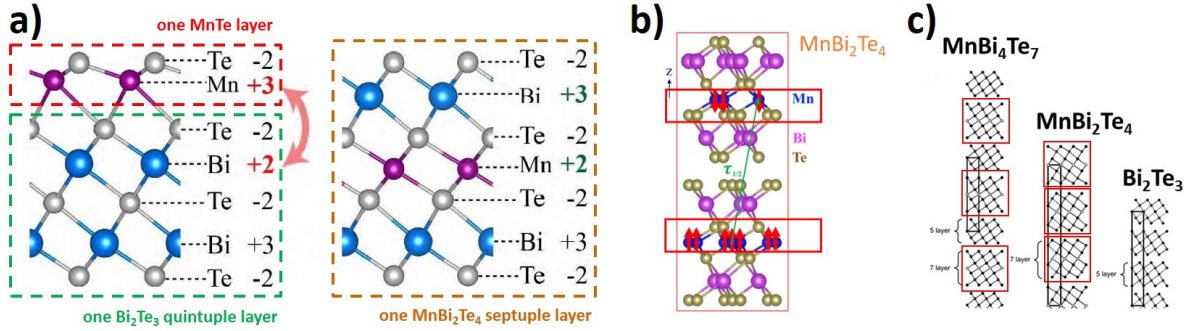 a)
one MnTe layer
Te -2
Mn +3
Te -2
Bi +2
Te -2
Bi +3
Te -2
one Bi₂Te₃ quintuple layer
Te -2
Bi +3
Te -2
Mn +2
Te -2
Bi +3
Te -2
one MnBi₂Te₄ septuple layer
b)
MnBi₂Te₄
z
Mn
Bi
Te
τ₁/₂
c)
MnBi₄Te₇
5 layer
7 layer
MnBi₂Te₄
7 layer
Bi₂Te₃
5 layer